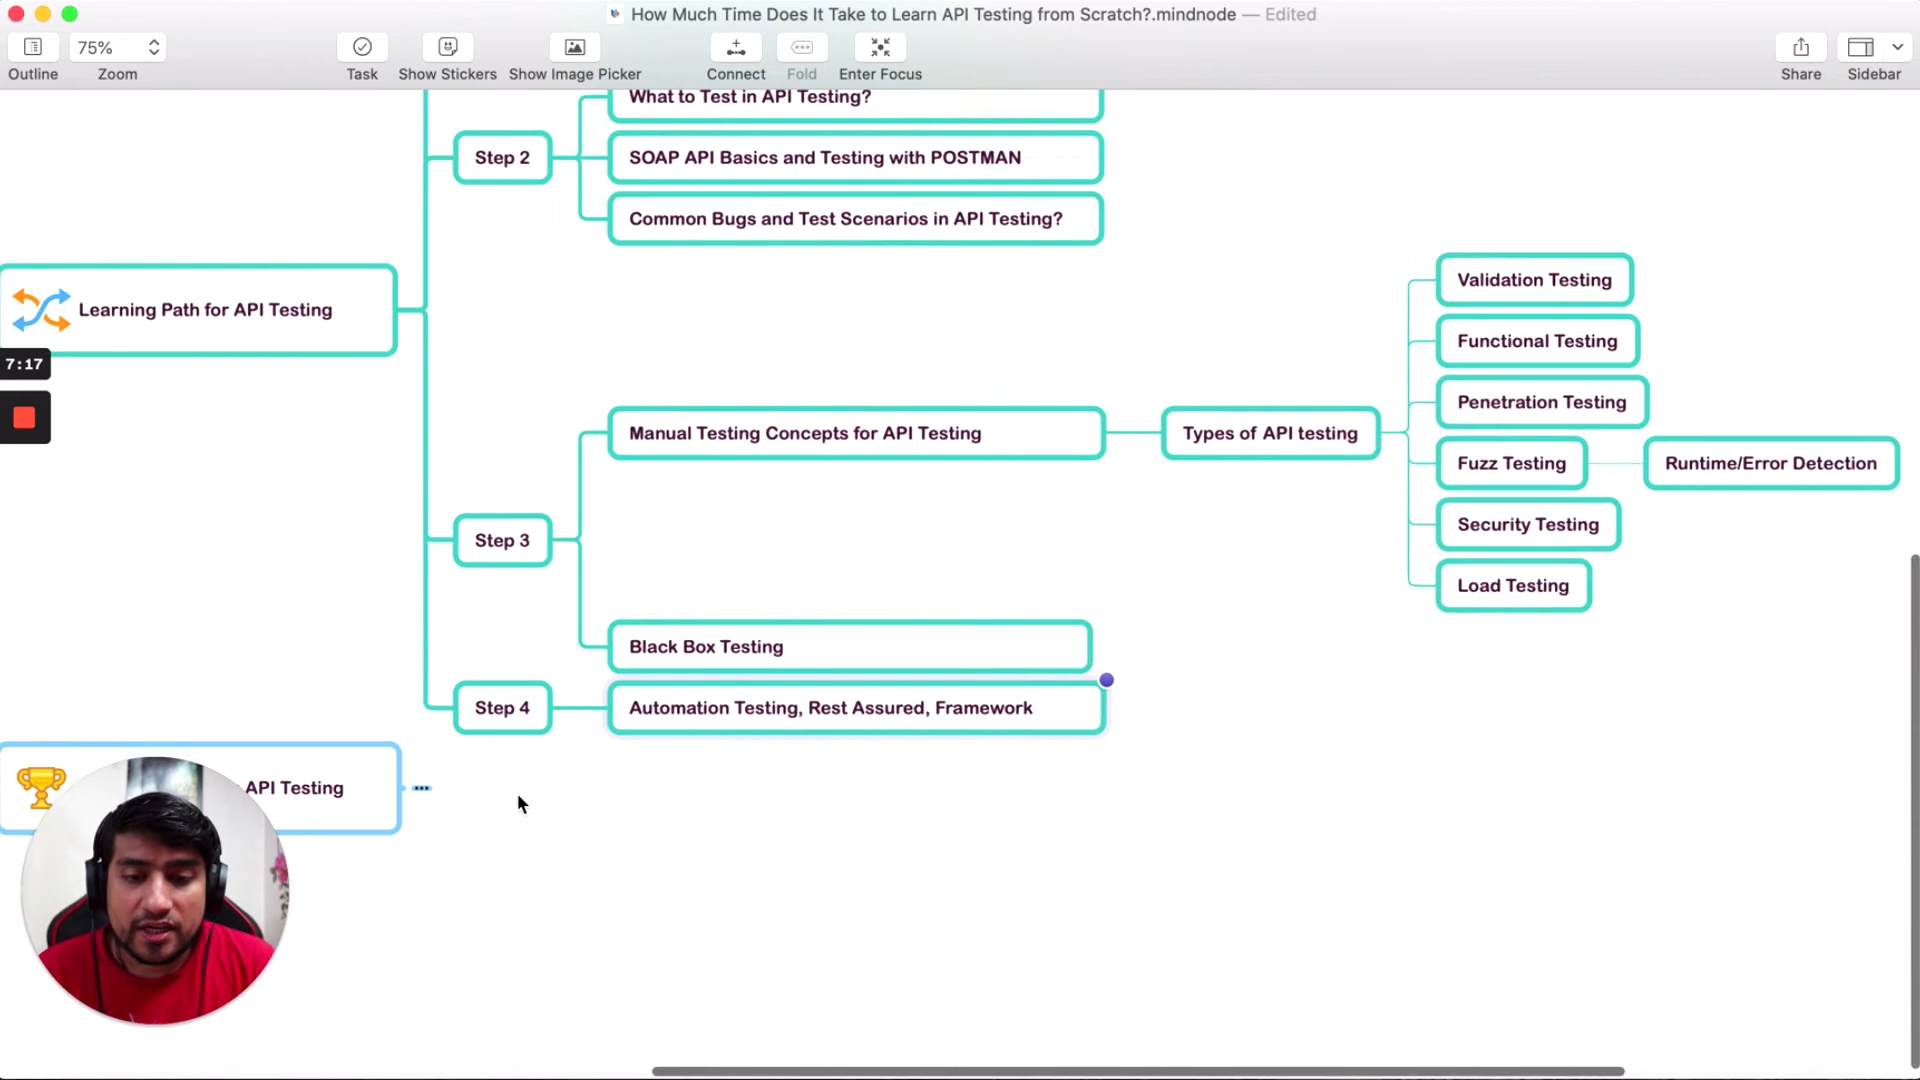 How Much Time Does It Take to Learn API Testing from Scratch?.mindnode — Edited
75%
Outline
Zoom
Task
Show Stickers
Show Image Picker
Connect
Fold
Enter Focus
Share
Sidebar
What to Test in API Testing?
Step 2
SOAP API Basics and Testing with POSTMAN
Common Bugs and Test Scenarios in API Testing?
Learning Path for API Testing
7:17
Validation Testing
Functional Testing
Penetration Testing
Manual Testing Concepts for API Testing
Types of API testing
Fuzz Testing
Runtime/Error Detection
Security Testing
Step 3
Load Testing
Black Box Testing
Step 4
Automation Testing, Rest Assured, Framework
API Testing